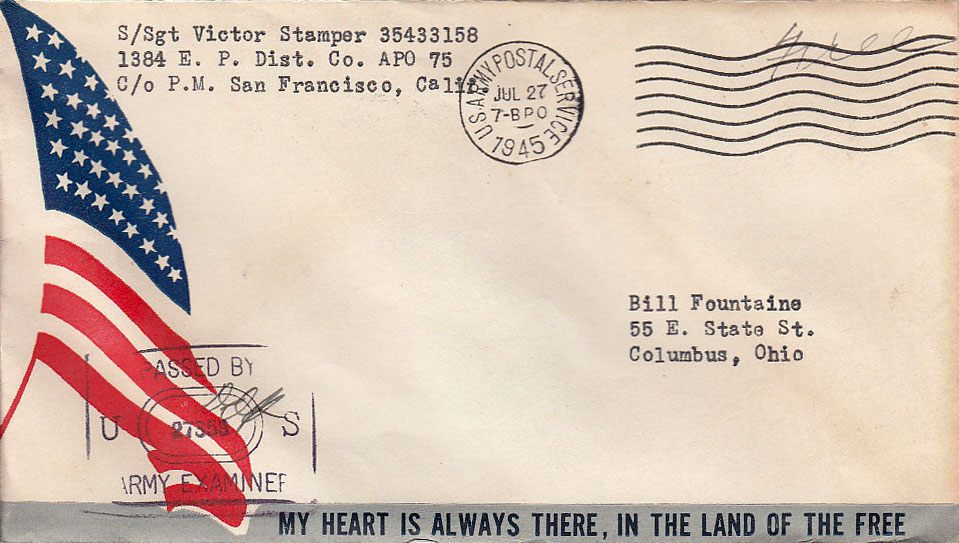 S/Sgt Victor Stamper 35433158
1384 E. P. Dist. Co. APO 75
C/o P.M. San Francisco, Calif
Free
U.S. ARMY POSTAL SERVICE
JUL 27
7-BPO
1945
Bill Fountaine
55 E. State St.
Columbus, Ohio
PASSED BY
U S
ARMY EXAMINER
MY HEART IS ALWAYS THERE, IN THE LAND OF THE FREE